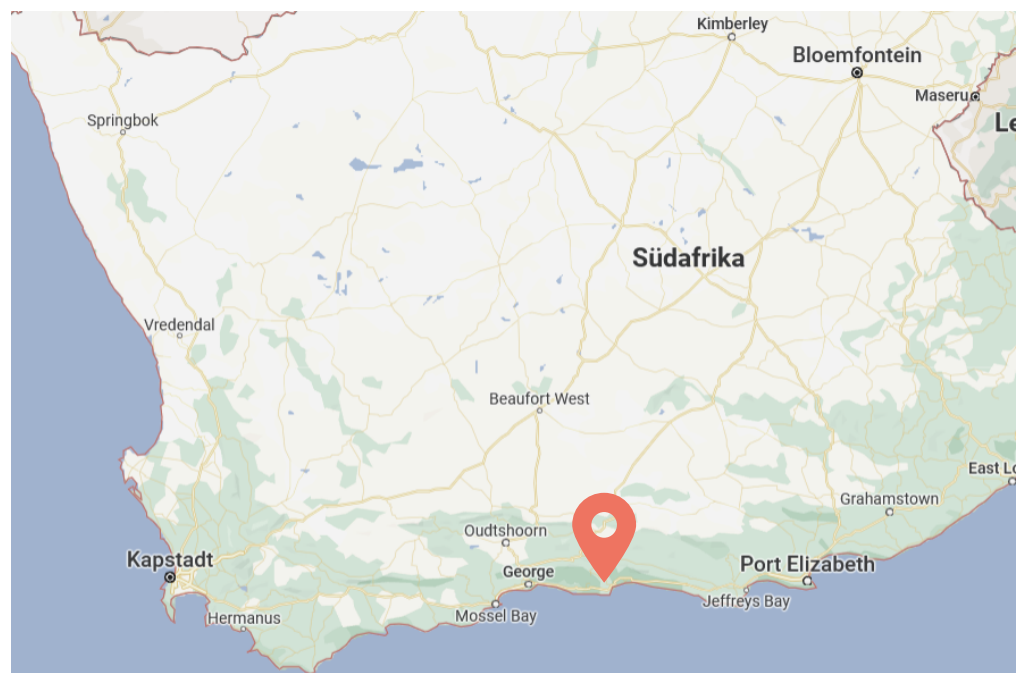 Kimberley
Bloemfontein
Maseru
Le
Springbok
Südafrika
Vredendal
Beaufort West
East Lo
Grahamstown
Oudtshoorn
Kapstadt
George
Port Elizabeth
Jeffreys Bay
Mossel Bay
Hermanus